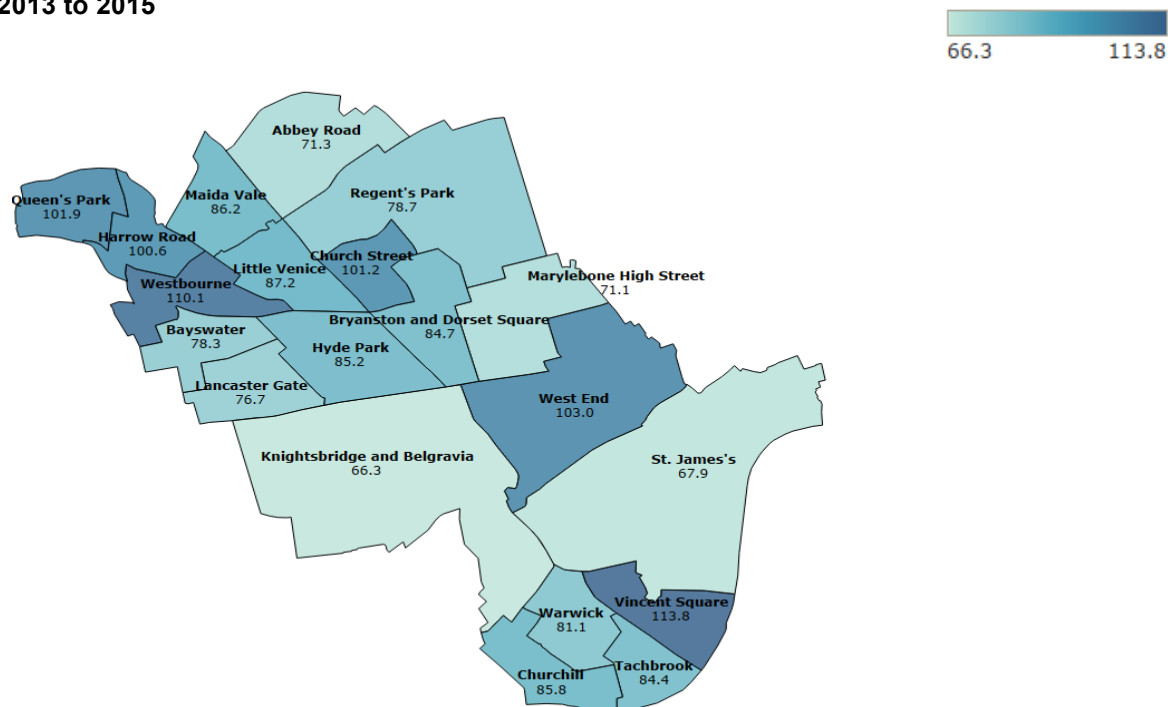 2013 to 2015
66.3 113.8
Abbey Road
71.3
Maida Vale
86.2
Regent's Park
78.7
Queen's Park
101.9
Harrow Road
100.6
Church Street
101.2
Little Venice
87.2
Westbourne
110.1
Marylebone High Street
71.1
Bayswater
78.3
Bryanston and Dorset Square
84.7
Hyde Park
85.2
Lancaster Gate
76.7
West End
103.0
Knightsbridge and Belgravia
66.3
St. James's
67.9
Vincent Square
113.8
Warwick
81.1
Churchill
85.8
Tachbrook
84.4